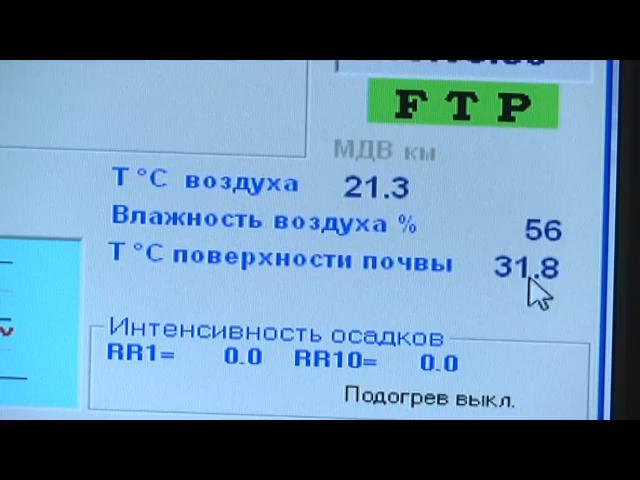 FTP
МДВ км
T °C воздуха 21.3
Влажность воздуха % 56
T °C поверхности почвы 31.8
Интенсивность осадков
RR1= 0.0 RR10= 0.0
Подогрев выкл.